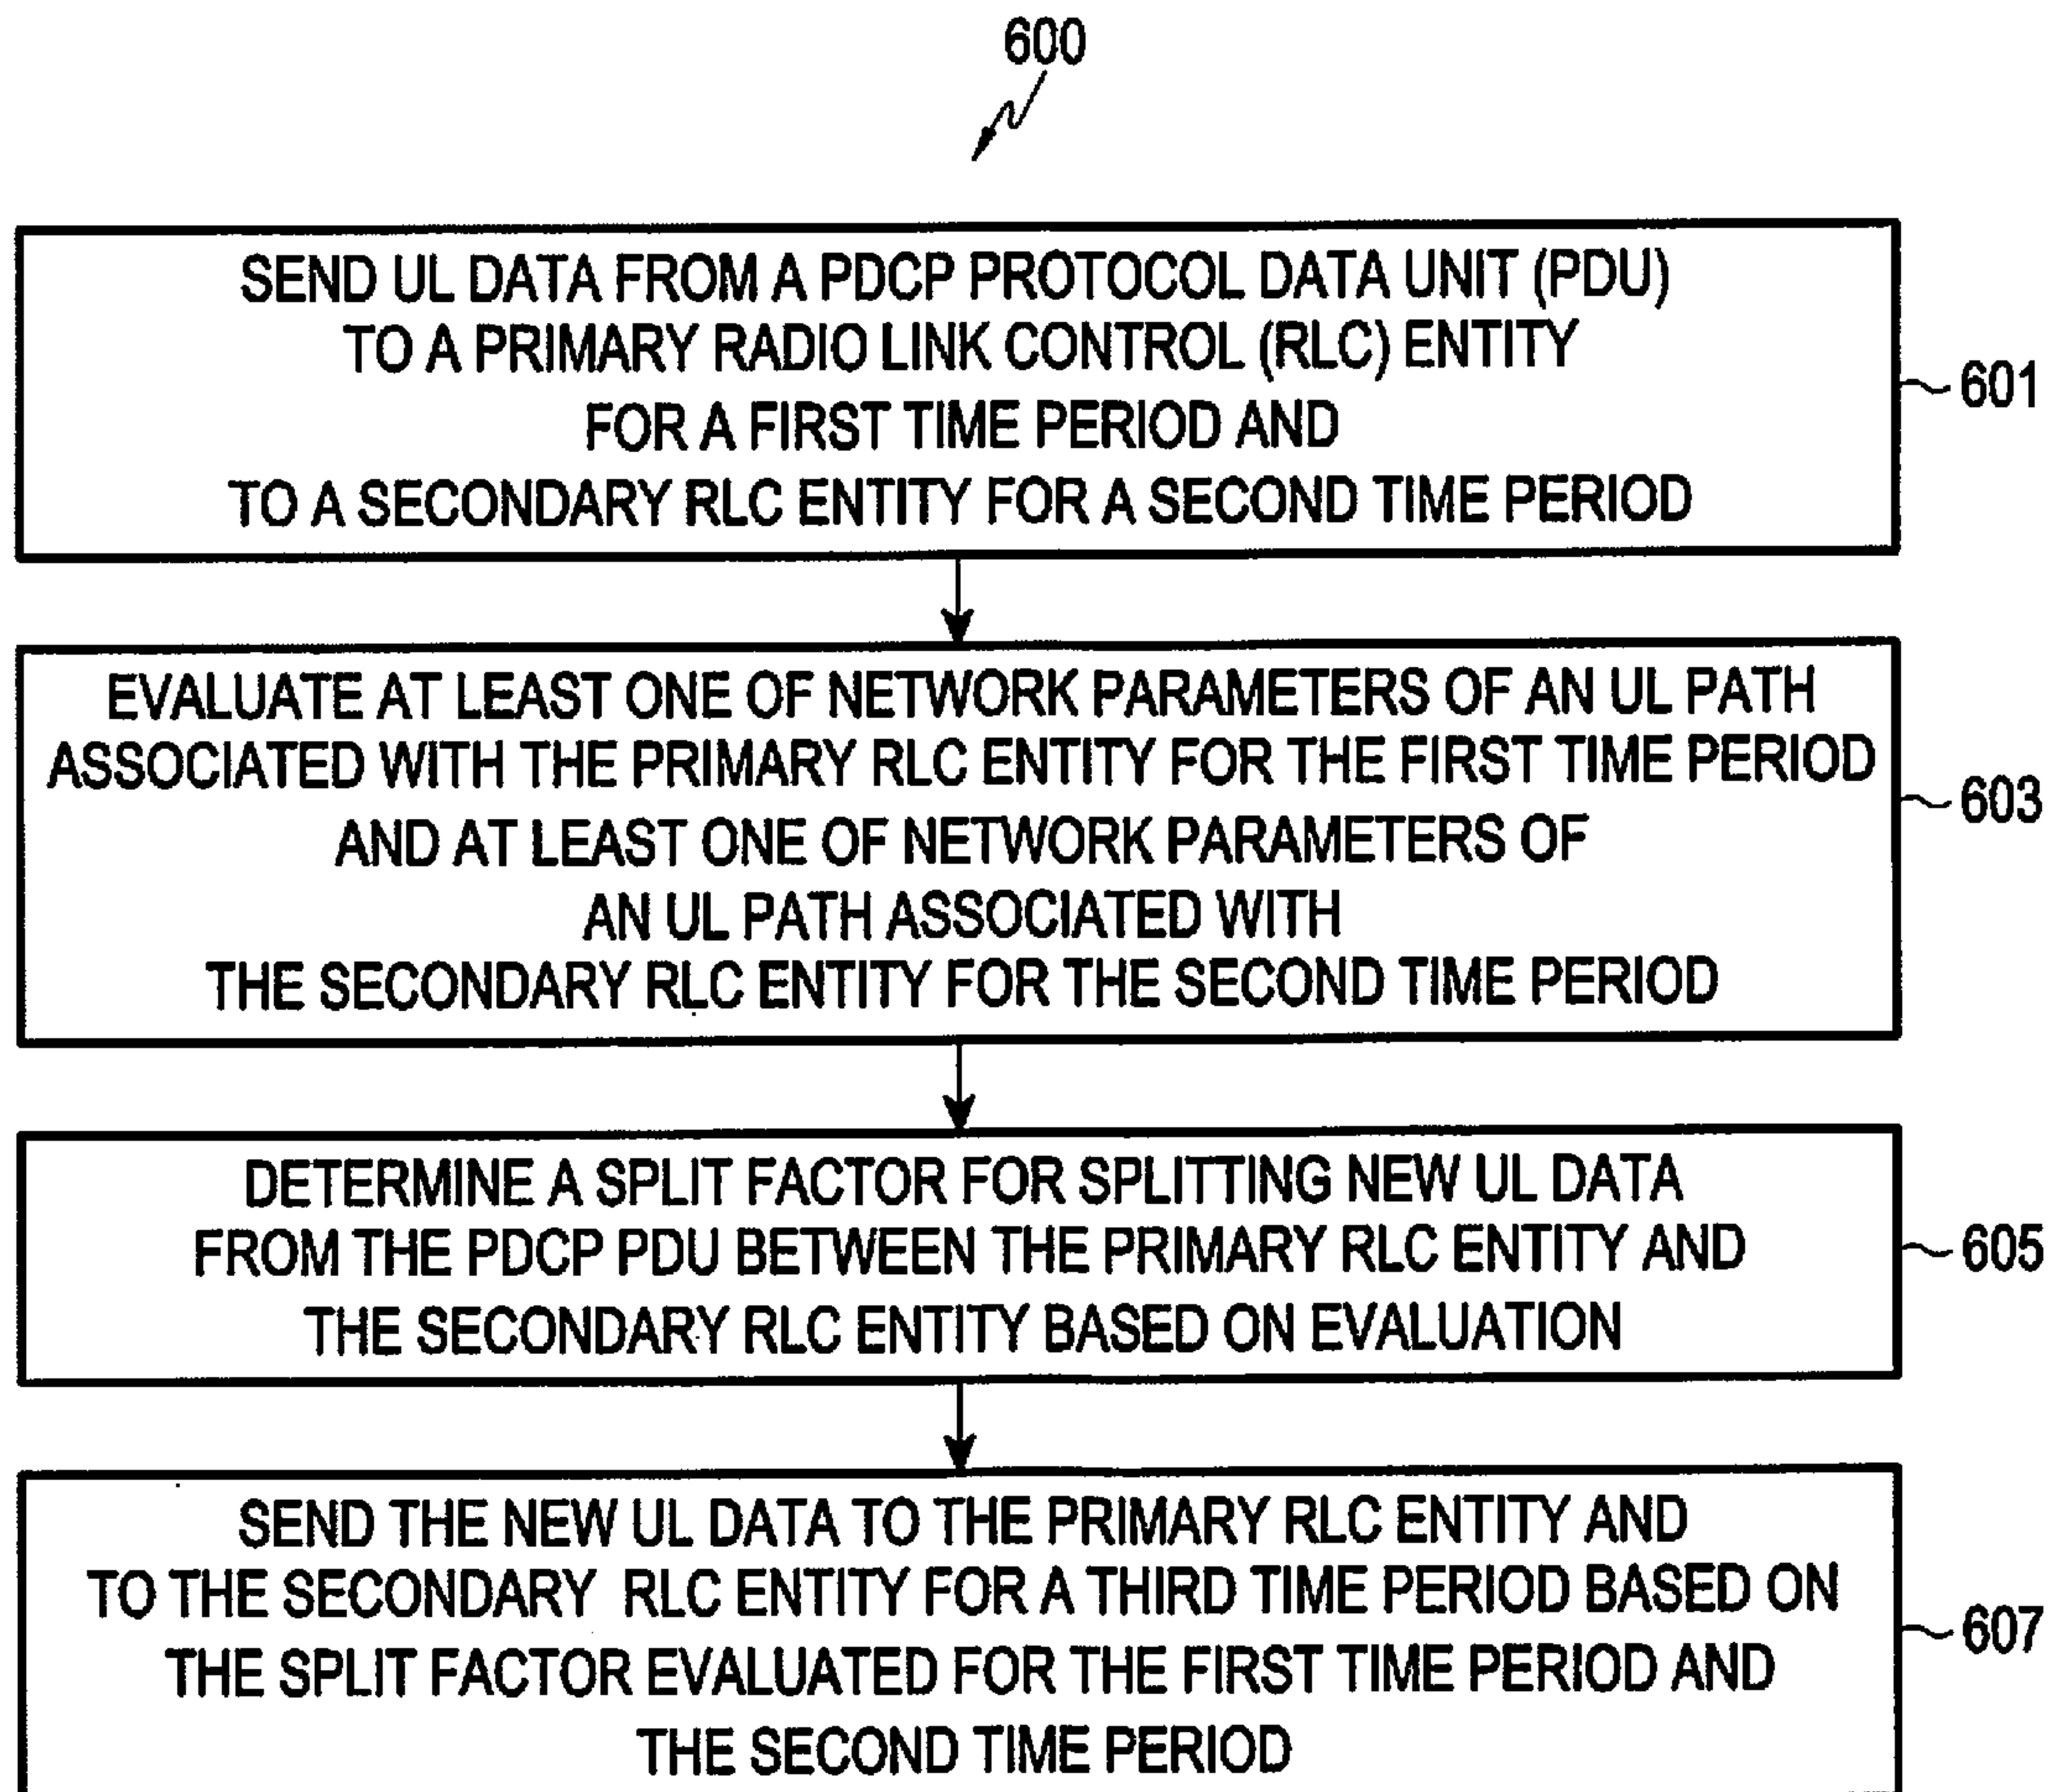 600
SEND UL DATA FROM A PDCP PROTOCOL DATA UNIT (PDU)
TO A PRIMARY RADIO LINK CONTROL (RLC) ENTITY
FOR A FIRST TIME PERIOD AND
TO A SECONDARY RLC ENTITY FOR A SECOND TIME PERIOD
601
EVALUATE AT LEAST ONE OF NETWORK PARAMETERS OF AN UL PATH
ASSOCIATED WITH THE PRIMARY RLC ENTITY FOR THE FIRST TIME PERIOD
AND AT LEAST ONE OF NETWORK PARAMETERS OF
AN UL PATH ASSOCIATED WITH
THE SECONDARY RLC ENTITY FOR THE SECOND TIME PERIOD
603
DETERMINE A SPLIT FACTOR FOR SPLITTING NEW UL DATA
FROM THE PDCP PDU BETWEEN THE PRIMARY RLC ENTITY AND
THE SECONDARY RLC ENTITY BASED ON EVALUATION
605
SEND THE NEW UL DATA TO THE PRIMARY RLC ENTITY AND
TO THE SECONDARY RLC ENTITY FOR A THIRD TIME PERIOD BASED ON
THE SPLIT FACTOR EVALUATED FOR THE FIRST TIME PERIOD AND
THE SECOND TIME PERIOD
607